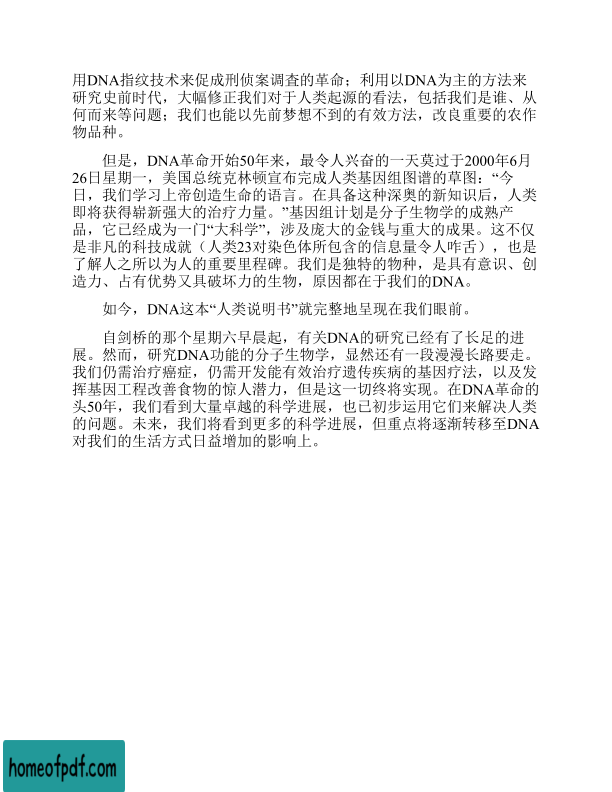 用DNA指纹技术来促成刑侦案调查的革命；利用以DNA为主的方法来
研究史前时代，大幅修正我们对于人类起源的看法，包括我们是谁、从
何而来等问题；我们也能以先前梦想不到的有效方法，改良重要的农作
物品种。
但是，DNA革命开始50年来，最令人兴奋的一天莫过于2000年6月
26日星期一，美国总统克林顿宣布完成人类基因组图谱的草图：“今
日，我们学习上帝创造生命的语言。在具备这种深奥的新知识后，人类
即将获得崭新强大的治疗力量。”基因组计划是分子生物学的成熟产
品，它已经成为一门“大科学”，涉及庞大的金钱与重大的成果。这不仅
是非凡的科技成就（人类23对染色体所包含的信息量令人咋舌），也是
了解人之所以为人的重要里程碑。我们是独特的物种，是具有意识、创
造力、占有优势又具破坏力的生物，原因都在于我们的DNA。
如今，DNA这本“人类说明书”就完整地呈现在我们眼前。
自剑桥的那个星期六早晨起，有关DNA的研究已经有了长足的进
展。然而，研究DNA功能的分子生物学，显然还有一段漫漫长路要走。
我们仍需治疗癌症，仍需开发能有效治疗遗传疾病的基因疗法，以及发
挥基因工程改善食物的惊人潜力，但是这一切终将实现。在DNA革命的
头50年，我们看到大量卓越的科学进展，也已初步运用它们来解决人类
的问题。未来，我们将看到更多的科学进展，但重点将逐渐转移至DNA
对我们的生活方式日益增加的影响上。
homeofpdf.com